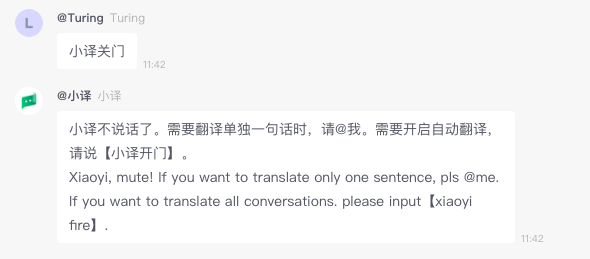 L
@Turing Turing
小译关门
11:42
@小译 小译
小译不说话了。需要翻译单独一句话时，请@我。需要开启自动翻译，
请说【小译开门】。
Xiaoyi, mute! If you want to translate only one sentence, pls @me.
If you want to translate all conversations. please input【xiaoyi
fire】.
11:42